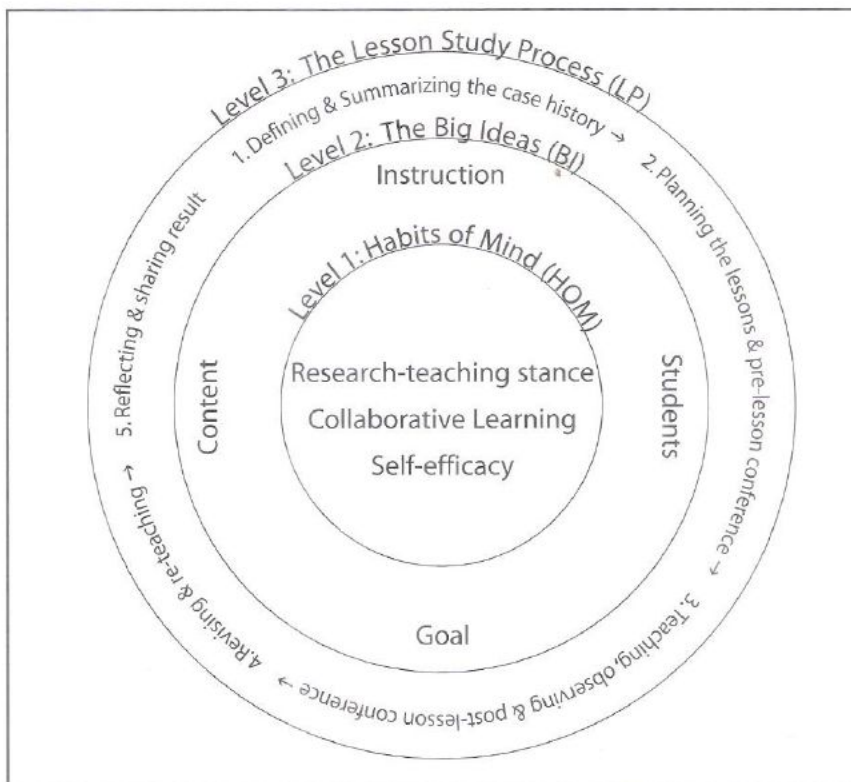 Level 3: The Lesson Study Process (LP)
1. Defining & Summarizing the case history →
2. Planning the lessons & pre-lesson conference →
3. Teaching, observing & post-lesson conference →
4. Revising & re-teaching →
5. Reflecting & sharing result
Level 2: The Big Ideas (BI)
Instruction
Content
Students
Goal
Level 1: Habits of Mind (HOM)
Research-teaching stance
Collaborative Learning
Self-efficacy